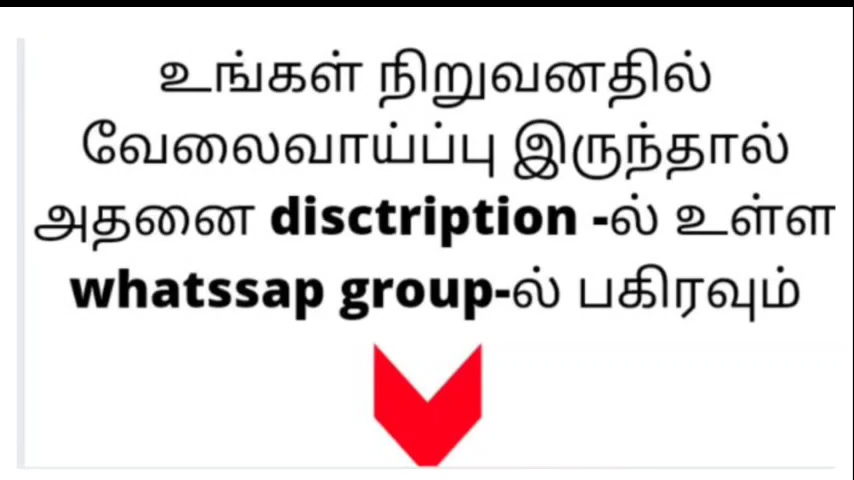 உங்கள் நிறுவனதில்
வேலைவாய்ப்பு இருந்தால்
அதனை disctription -ல் உள்ள
whatssap group-ல் பகிரவும்